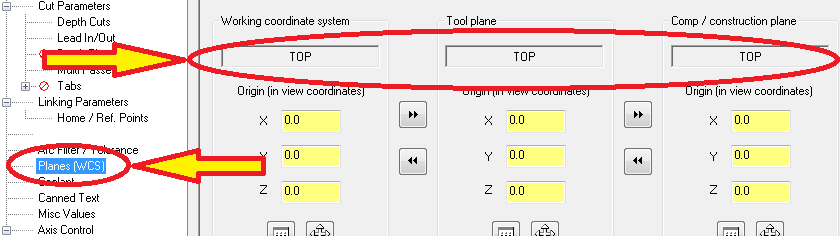 Cut Parameters
Depth Cuts
Lead In/Out
Tabs
Linking Parameters
Home / Ref. Points
Arc Filter / Tolerance
Planes (WCS)
Coolant
Canned Text
Misc Values
Axis Control
Working coordinate system
TOP
Origin (in view coordinates)
X 0.0
Y 0.0
Z 0.0
Tool plane
TOP
Origin (in view coordinates)
X 0.0
Y 0.0
Z 0.0
Comp / construction plane
TOP
Origin (in view coordinates)
X 0.0
Y 0.0
Z 0.0